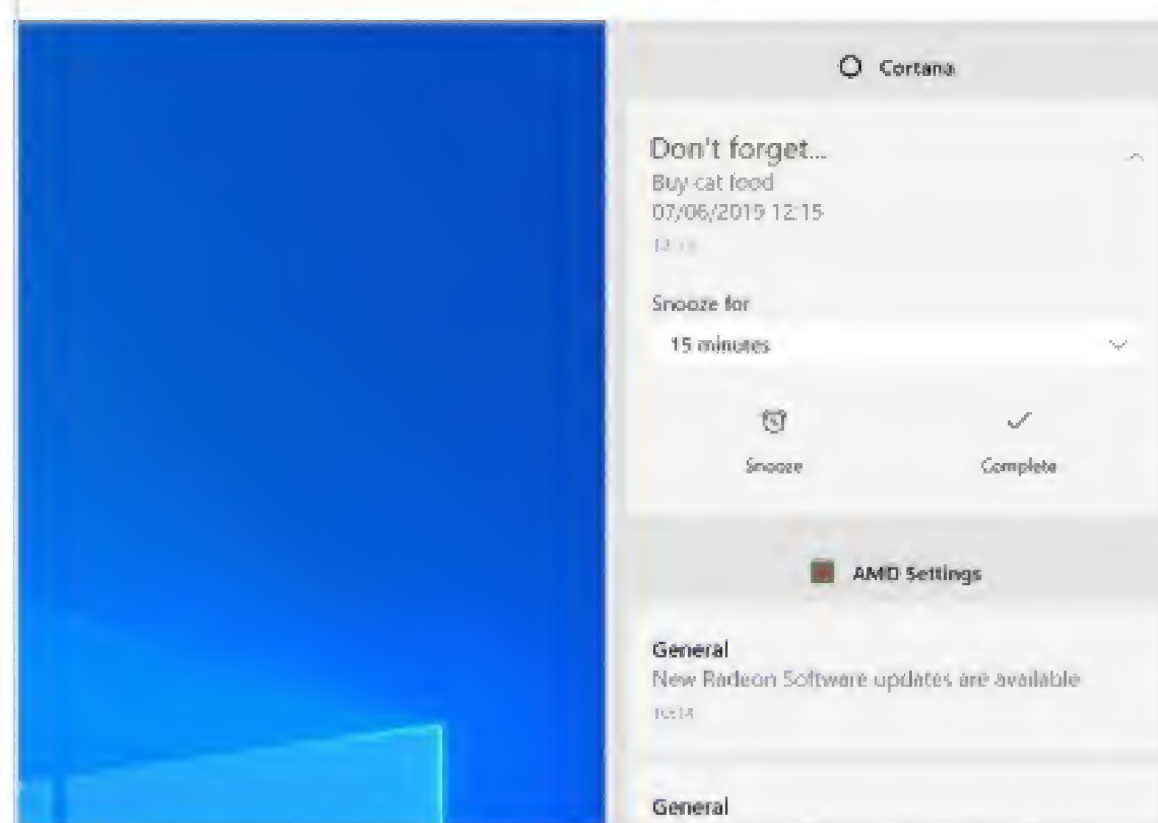 Cortana
Don't forget...
Buy cat food
07/06/2019 12:15
Snooze for
15 minutes
Snooze
Complete
AMD Settings
General
New Radeon Software updates are available
General